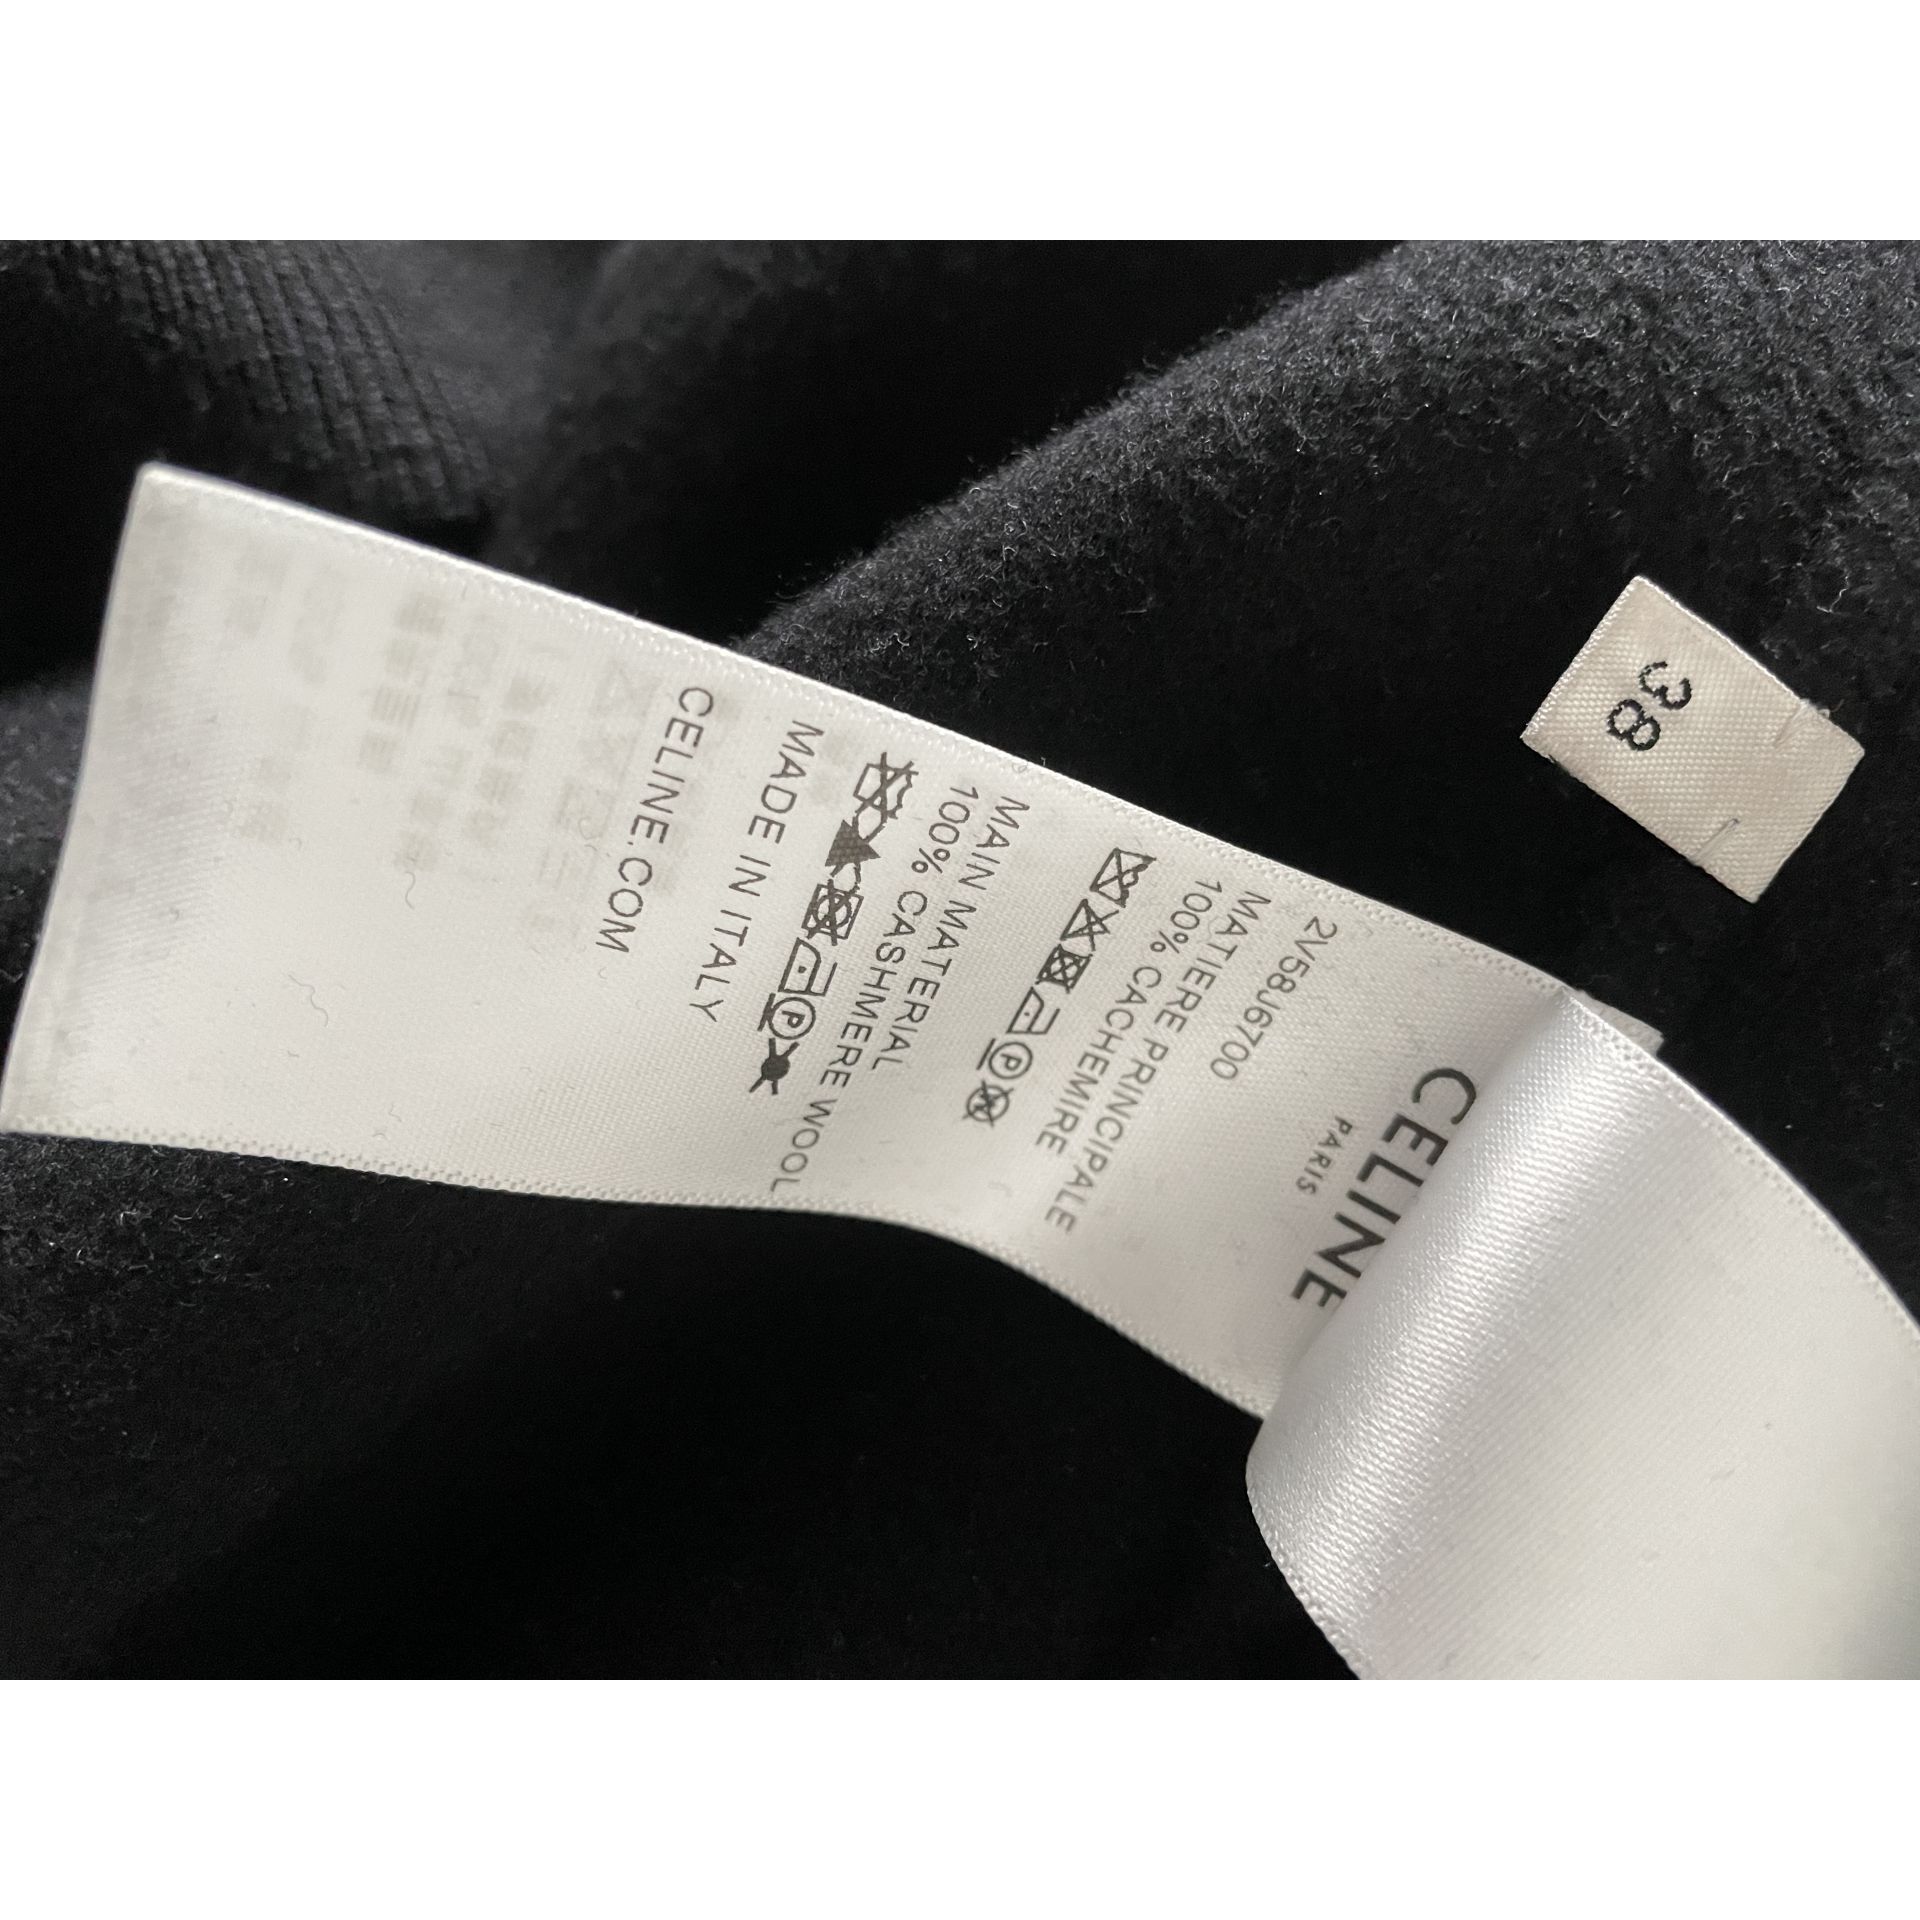 CELINE
PARIS
2V58J6700
MATIERE PRINCIPALE
100% CACHEMIRE
P
W
MAIN MATERIAL
100% CASHMERE WOOL
P
MADE IN ITALY
CELINE.COM
38